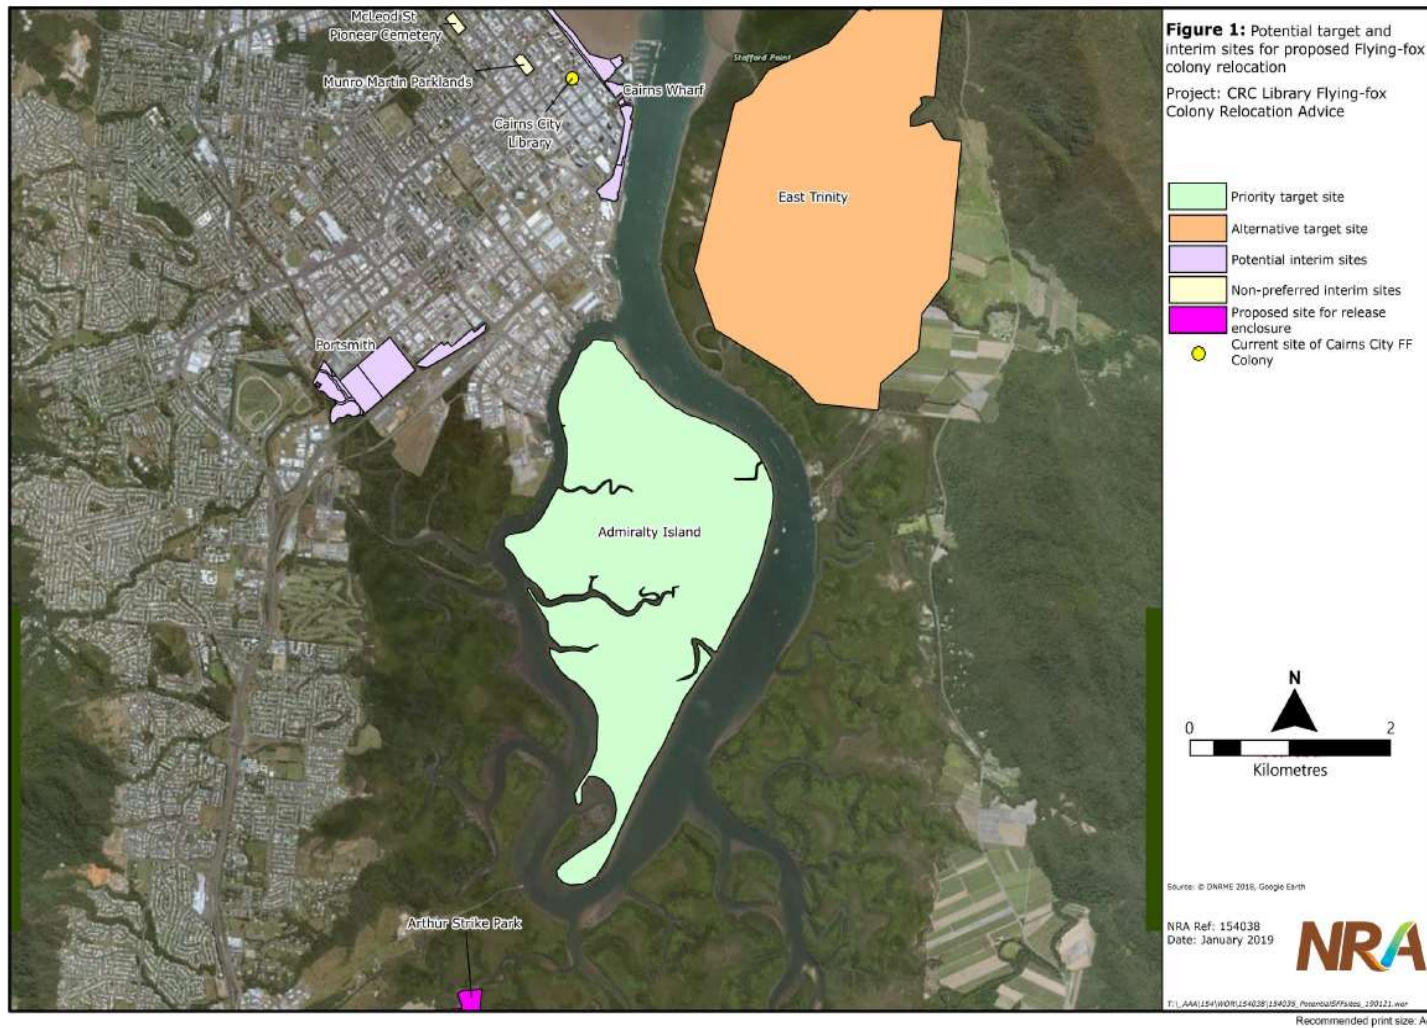 McLeod St
Pioneer Cemetery
Munro Martin Parklands
Cairns City
Library
Cairns Wharf
Stafford Point
East Trinity
Portsmith
Admiralty Island
Arthur Strike Park
Figure 1: Potential target and
interim sites for proposed Flying-fox
colony relocation
Project: CRC Library Flying-fox
Colony Relocation Advice
Priority target site
Alternative target site
Potential interim sites
Non-preferred interim sites
Proposed site for release
enclosure
Current site of Cairns City FF
Colony
N
0 2
Kilometres
Source: © DNRME 2018, Google Earth
NRA Ref: 154038
Date: January 2019
NRA
Recommended print size: A